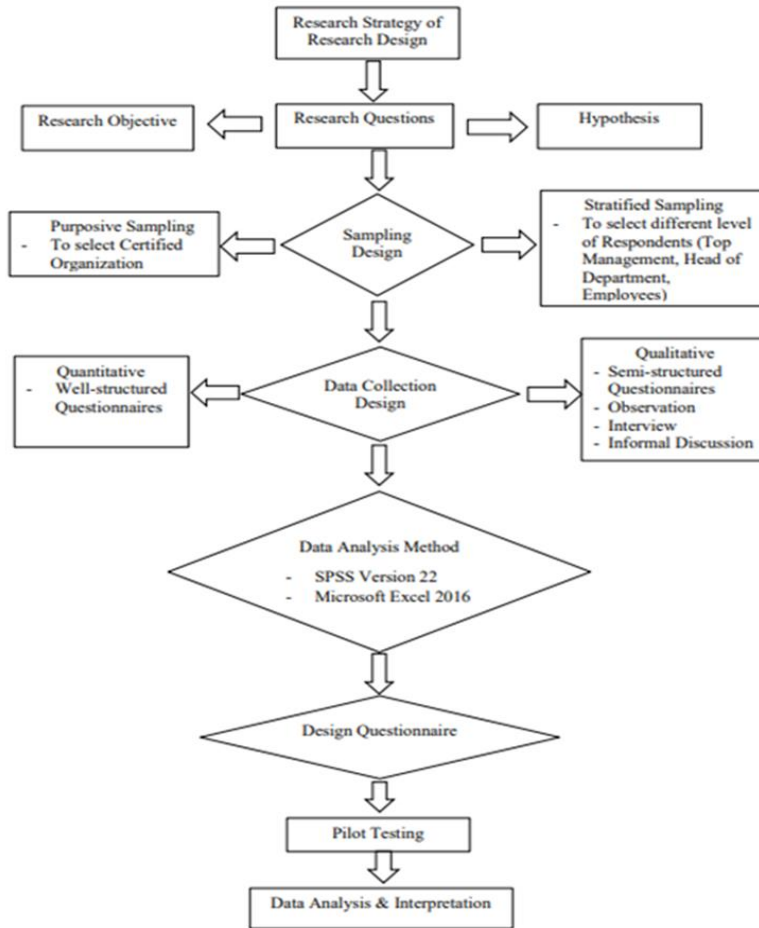 Research Strategy of
Research Design
Research Objective
Research Questions
Hypothesis
Purposive Sampling
- To select Certified
Organization
Sampling
Design
Stratified Sampling
- To select different level
of Respondents (Top
Management, Head of
Department,
Employees)
Quantitative
- Well-structured
Questionnaires
Data Collection
Design
Qualitative
- Semi-structured
Questionnaires
- Observation
- Interview
- Informal Discussion
Data Analysis Method
- SPSS Version 22
- Microsoft Excel 2016
Design Questionnaire
Pilot Testing
Data Analysis & Interpretation